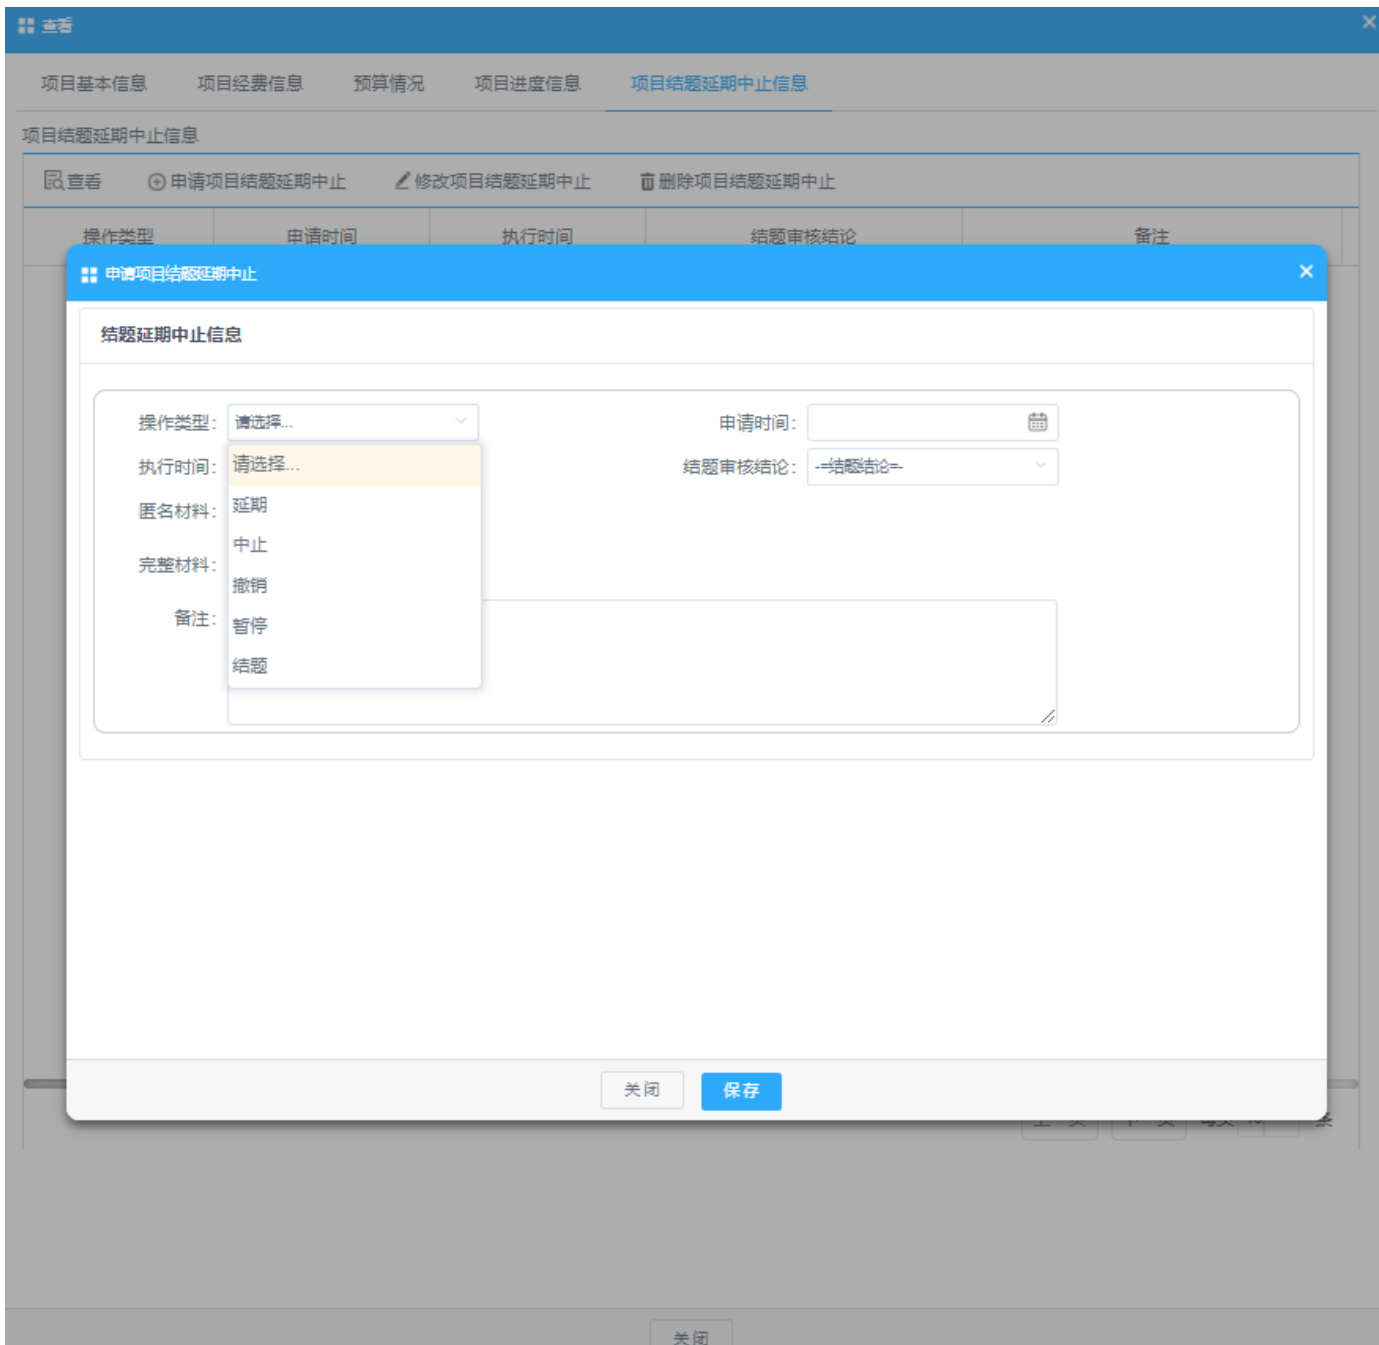 查看
项目基本信息 项目经费信息 预算情况 项目进度信息 项目结题延期中止信息
项目结题延期中止信息
查看 申请项目结题延期中止 修改项目结题延期中止 删除项目结题延期中止
操作类型 申请时间 执行时间 结题审核结论 备注
申请项目结题延期中止
结题延期中止信息
操作类型: 请选择... 申请时间:
执行时间: 请选择... 结题审核结论: -=结题结论=-
匿名材料: 延期
中止
完整材料:
撤销
备注: 暂停
结题
关闭 保存
条
关闭